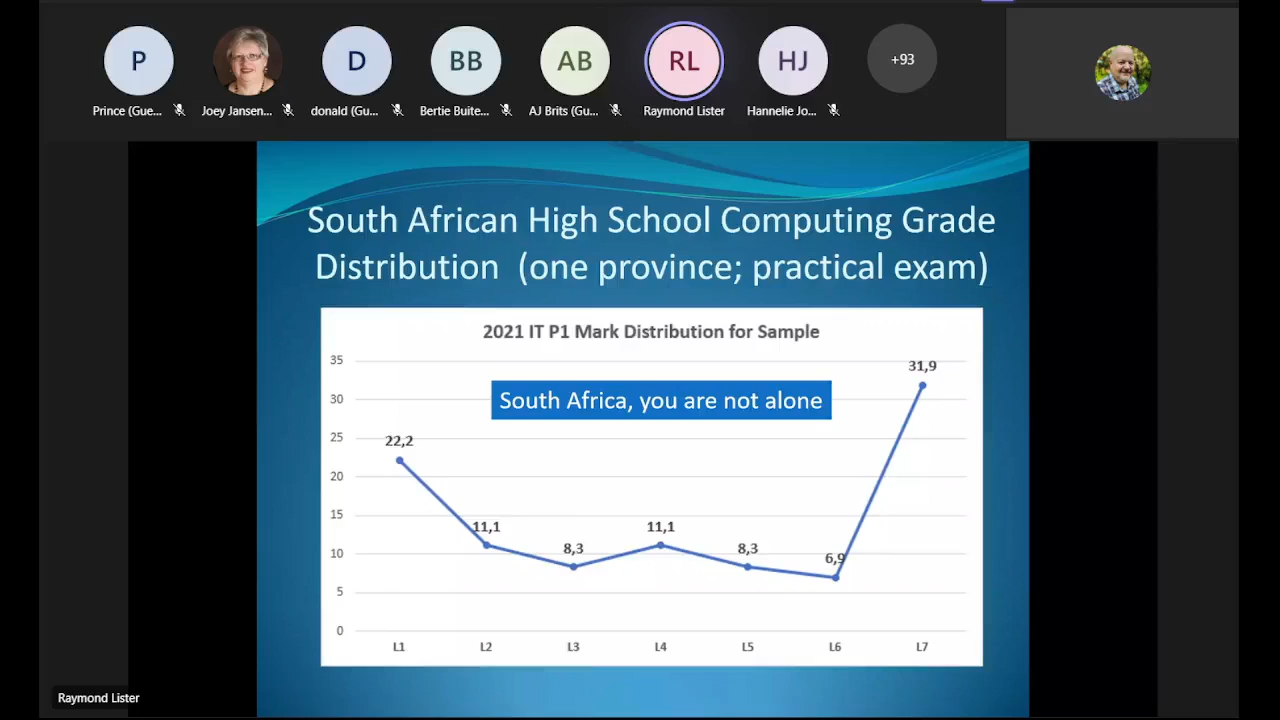 P
D
BB
AB
RL
HJ
+93
Prince (Gue...
Joey Jansen...
donald (Gu...
Bertie Buite...
AJ Brits (Gu...
Raymond Lister
Hannelie Jo...
South African High School Computing Grade
Distribution (one province; practical exam)
2021 IT P1 Mark Distribution for Sample
35
30
25
20
15
10
5
0
South Africa, you are not alone
22,2
11,1
8,3
11,1
8,3
6,9
31,9
L1
L2
L3
L4
L5
L6
L7
Raymond Lister